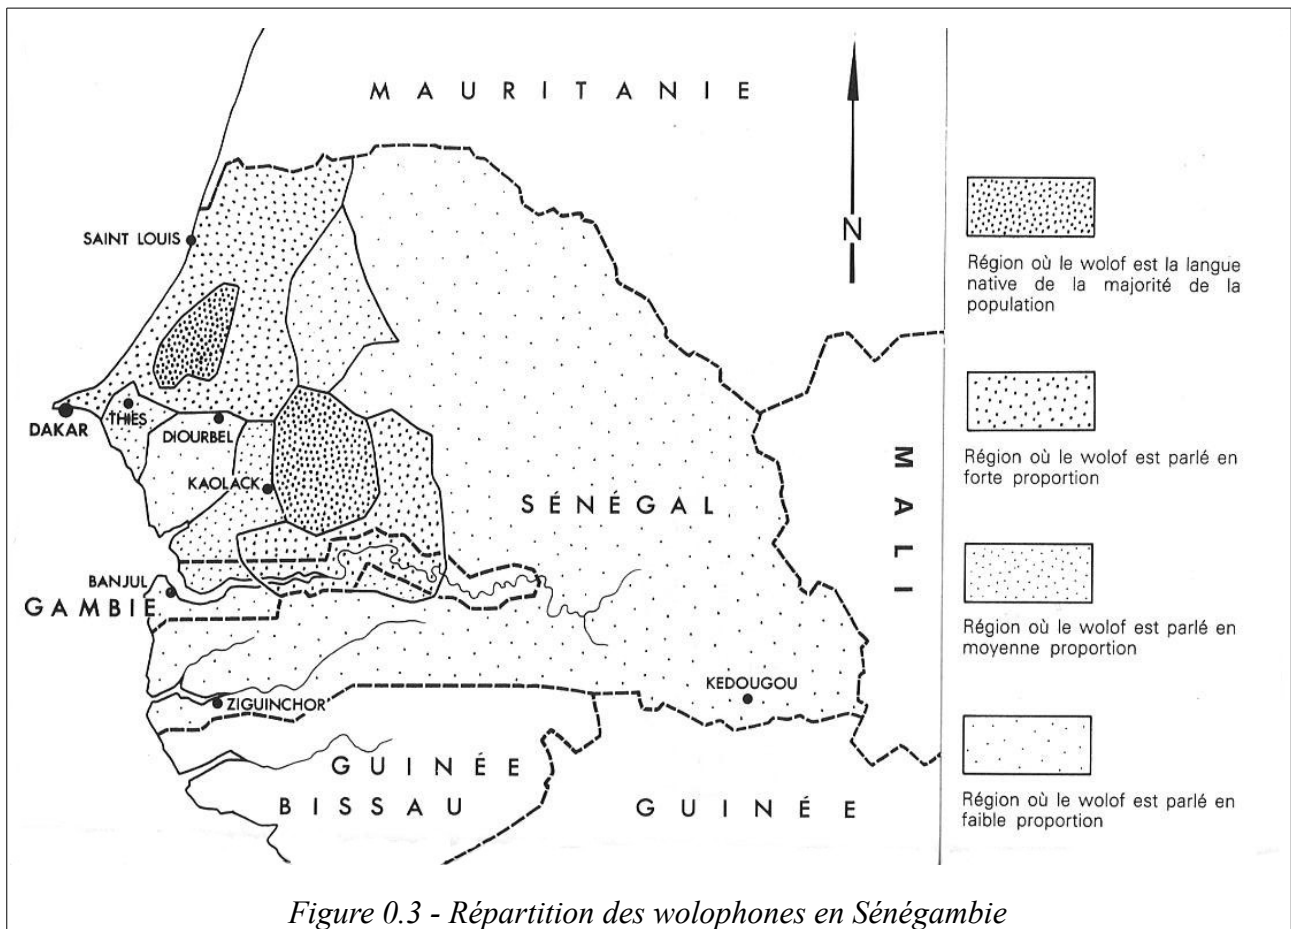 MAURITANIE
N
SAINT LOUIS
DAKAR
THIES
DIOURBEL
KAOLACK
SÉNÉGAL
MALI
BANJUL
GAMBIE
ZIGUINCHOR
KEDOUGOU
GUINÉE
BISSAU
GUINÉE
Région où le wolof est la langue
native de la majorité de la
population
Région où le wolof est parlé en
forte proportion
Région où le wolof est parlé en
moyenne proportion
Région où le wolof est parlé en
faible proportion
Figure 0.3 - Répartition des wolophones en Sénégambie